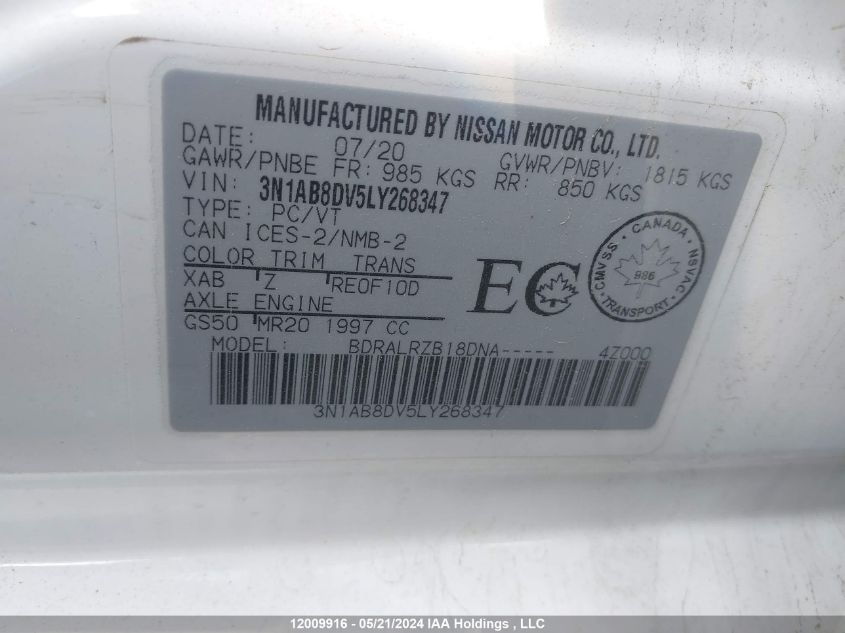 MANUFACTURED BY NISSAN MOTOR CO., LTD.
DATE: 07/20 GVWR/PNBV: 1815 KGS
GAWR/PNBE FR: 985 KGS RR: 850 KGS
VIN: 3N1AB8DV5LY268347
TYPE: PC/VT
CAN ICES-2/NMB-2
COLOR TRIM TRANS
XAB Z RE0F10D
AXLE ENGINE
GS50 MR20 1997 CC
EC
CANADA
CMVSS 986 NSVAC
TRANSPORT
MODEL: BDRALRZB18DNA----- 4Z000
3N1AB8DV5LY268347
12009916 - 05/21/2024 IAA Holdings , LLC